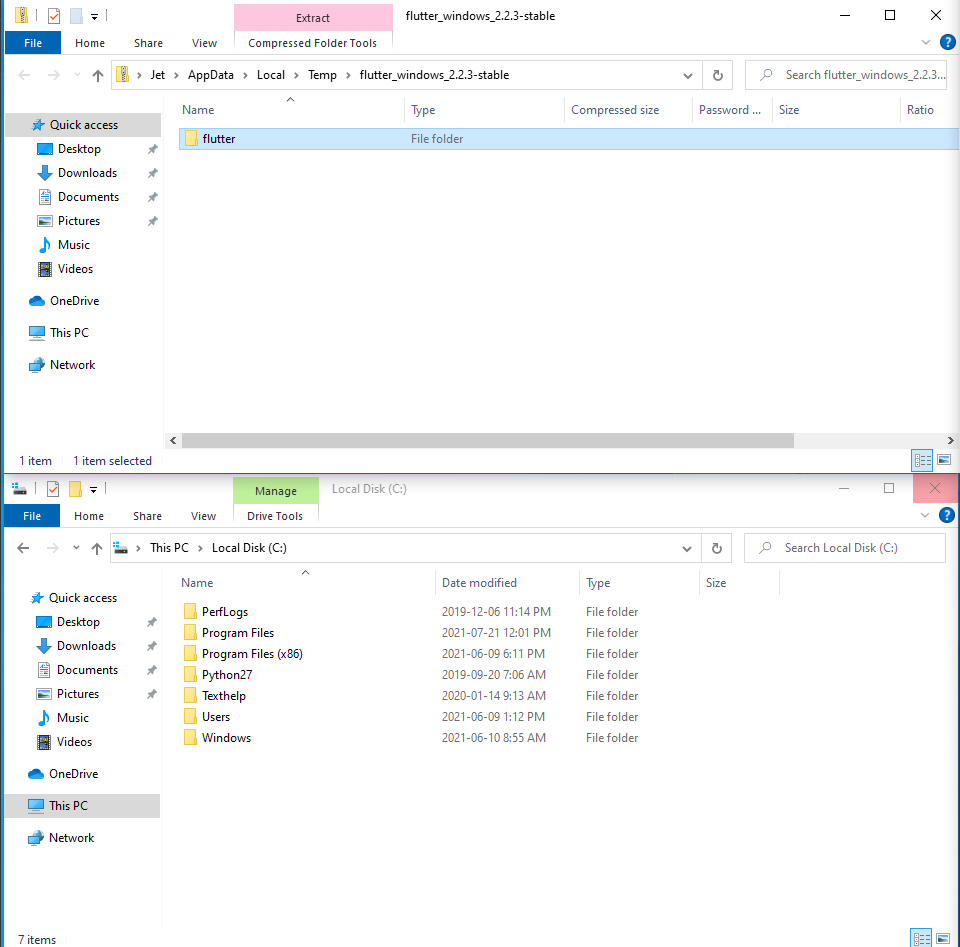 Extract flutter_windows_2.2.3-stable
File Home Share View Compressed Folder Tools
Jet AppData Local Temp flutter_windows_2.2.3-stable Search flutter_windows_2.2.3...
Name Type Compressed size Password ... Size Ratio
Quick access
flutter File folder
Desktop
Downloads
Documents
Pictures
Music
Videos
OneDrive
This PC
Network
1 item 1 item selected
Manage Local Disk (C:)
File Home Share View Drive Tools
This PC Local Disk (C:) Search Local Disk (C:)
Name Date modified Type Size
Quick access
Desktop
Downloads
Documents
Pictures
Music
Videos
OneDrive
This PC
Network
PerfLogs 2019-12-06 11:14 PM File folder
Program Files 2021-07-21 12:01 PM File folder
Program Files (x86) 2021-06-09 6:11 PM File folder
Python27 2019-09-20 7:06 AM File folder
Texthelp 2020-01-14 9:13 AM File folder
Users 2021-06-09 1:12 PM File folder
Windows 2021-06-10 8:55 AM File folder
7 items